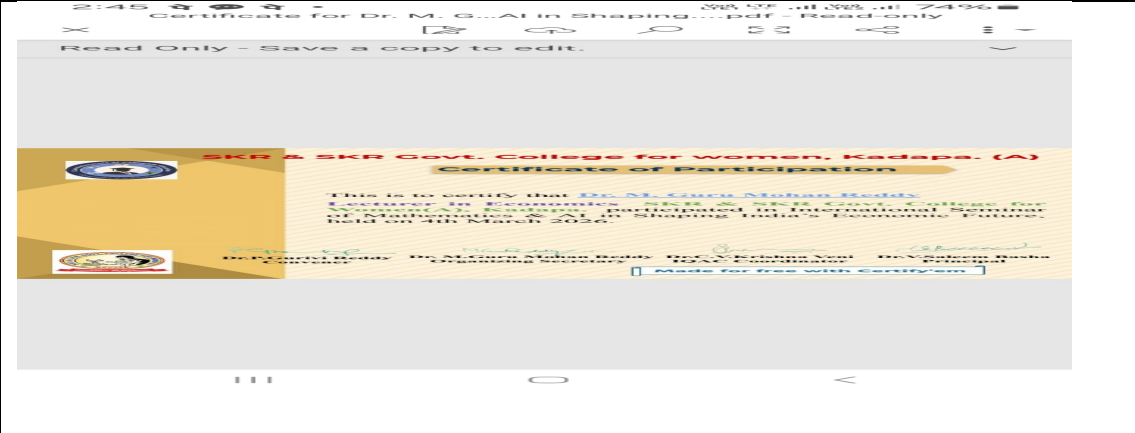 2:45
Certificate for Dr. M. G...AI in Shaping....pdf - Read-only
74%
Read Only - Save a copy to edit.
SKR & SKR Govt. College for women, Kadapa. (A)
Certificate of Participation
This is to certify that Dr. M. Guru Mohan Reddy
Lecturer in Economics SKR & SKR Govt. College for
Women(A), Kadapa participated in International Seminar
of Mathematics & AI in Shaping India's Economic Future,
held on 4th March 2026.
Dr.P.Gurivi Reddy
Convener
Dr. M.Guru Mohan Reddy
Organizing Secretary
Dr.C.V.Krishna Veni
IQAC Coordinator
Dr.V.Saleem Basha
Principal
Made for free with Certify'em